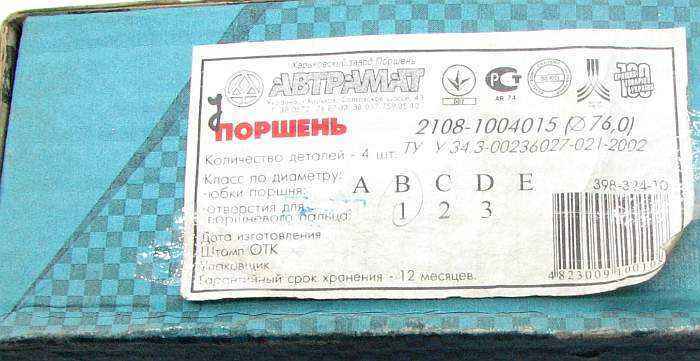 Харьковский завод Поршень
АВТРАМАТ
ПОРШЕНЬ
2108-1004015 (∅76,0)
ТУ У 34.3-00236027-021-2002
Количество деталей - 4 шт.
Класс по диаметру:
-юбки поршня: A B C D E
-отверстия для поршневого пальца: 1 2 3
398-324-10
Дата изготовления
Штамп ОТК
Упаковщик
Гарантийный срок хранения - 12 месяцев.